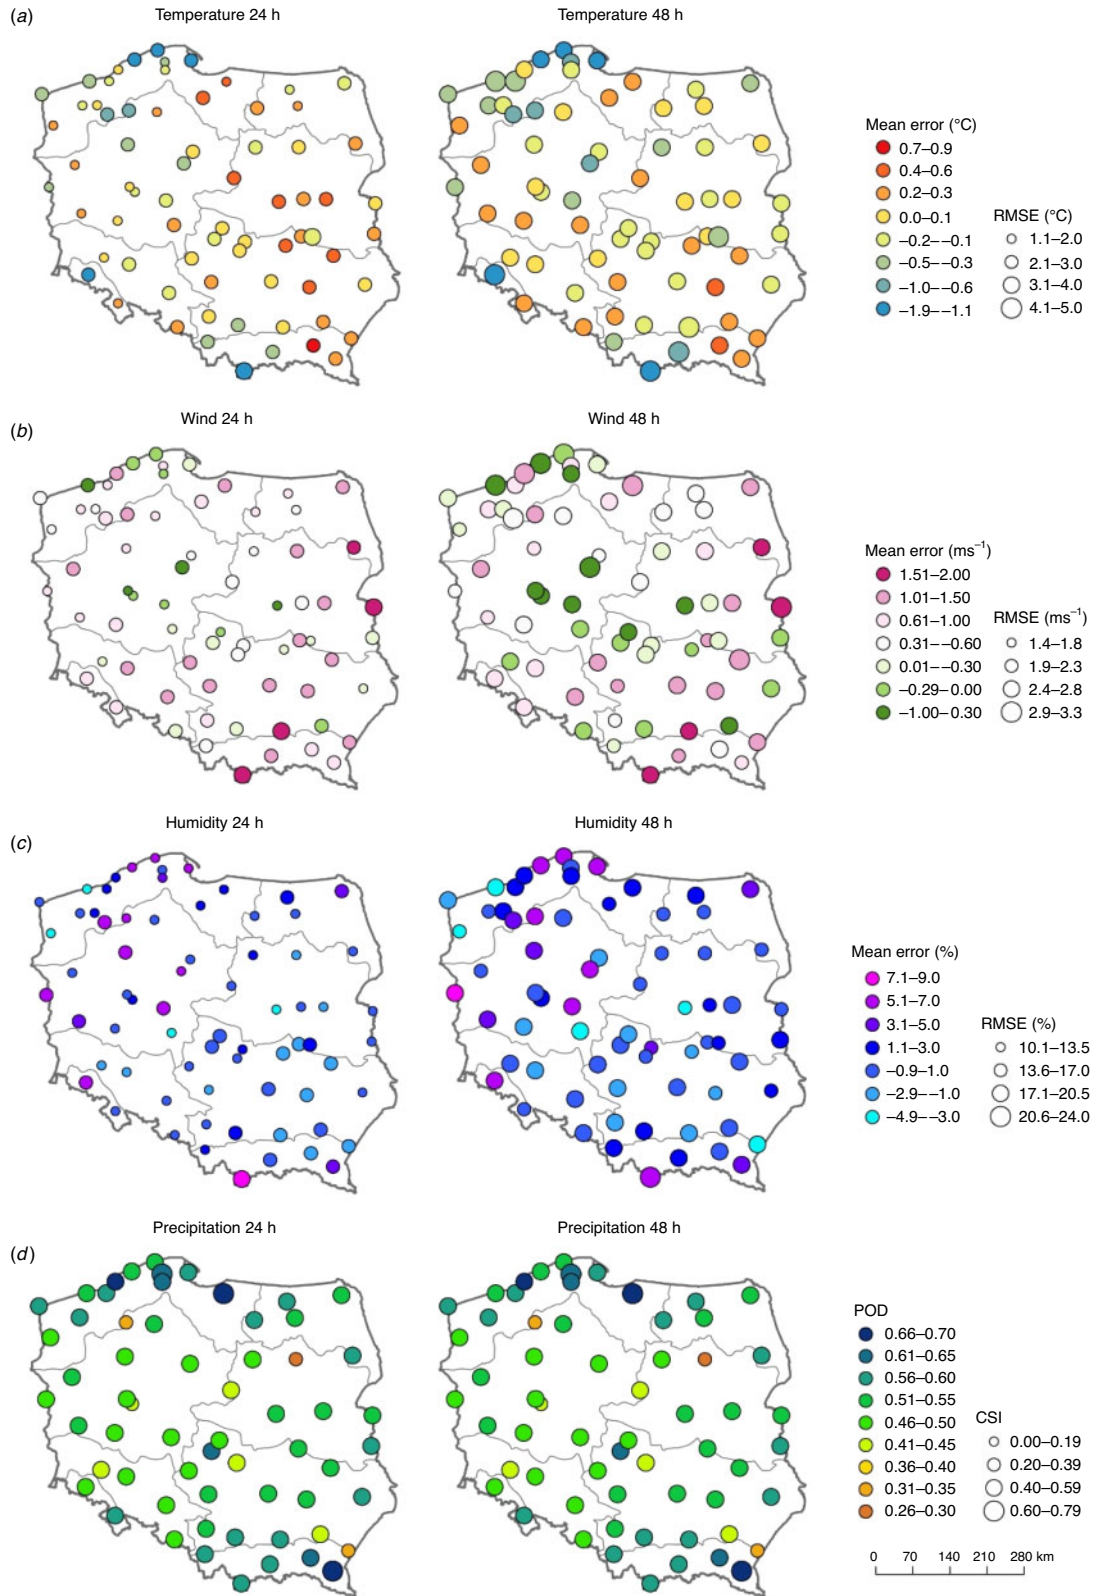 (a)
Temperature 24 h
Temperature 48 h
Mean error (°C)
0.7–0.9
0.4–0.6
0.2–0.3
0.0–0.1
–0.2–-0.1
–0.5–-0.3
–1.0–-0.6
–1.9–-1.1
RMSE (°C)
1.1–2.0
2.1–3.0
3.1–4.0
4.1–5.0
(b)
Wind 24 h
Wind 48 h
Mean error (ms–1)
1.51–2.00
1.01–1.50
0.61–1.00
0.31–-0.60
0.01–-0.30
–0.29–0.00
–1.00–0.30
RMSE (ms–1)
1.4–1.8
1.9–2.3
2.4–2.8
2.9–3.3
(c)
Humidity 24 h
Humidity 48 h
Mean error (%)
7.1–9.0
5.1–7.0
3.1–5.0
1.1–3.0
–0.9–1.0
–2.9–-1.0
–4.9–-3.0
RMSE (%)
10.1–13.5
13.6–17.0
17.1–20.5
20.6–24.0
(d)
Precipitation 24 h
Precipitation 48 h
POD
0.66–0.70
0.61–0.65
0.56–0.60
0.51–0.55
0.46–0.50
0.41–0.45
0.36–0.40
0.31–0.35
0.26–0.30
CSI
0.00–0.19
0.20–0.39
0.40–0.59
0.60–0.79
0 70 140 210 280 km